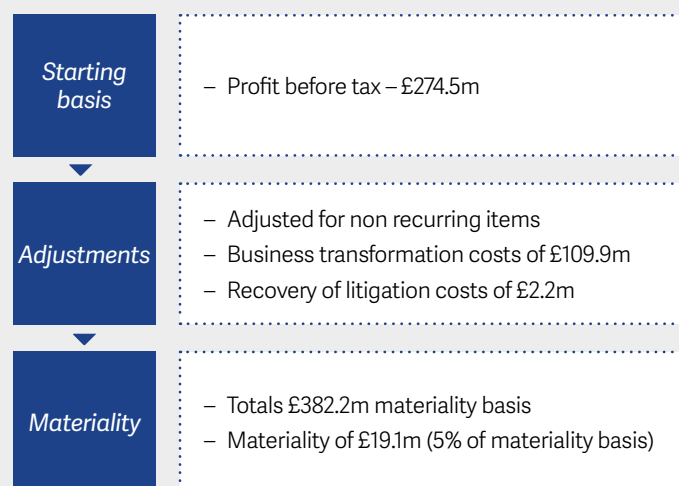 Starting
basis
– Profit before tax – £274.5m
Adjustments
– Adjusted for non recurring items
– Business transformation costs of £109.9m
– Recovery of litigation costs of £2.2m
Materiality
– Totals £382.2m materiality basis
– Materiality of £19.1m (5% of materiality basis)